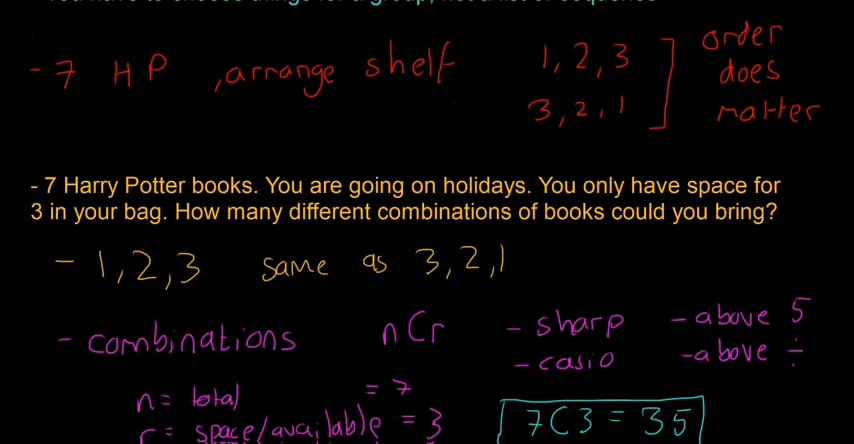 - 7 HP , arrange shelf 1, 2, 3 ] order
3, 2, 1 does
matter
- 7 Harry Potter books. You are going on holidays. You only have space for
3 in your bag. How many different combinations of books could you bring?
- 1, 2, 3 same as 3, 2, 1
- combinations nCr - sharp - above 5
- casio - above ÷
n = total = 7
r = space/available = 3 7C3 = 35